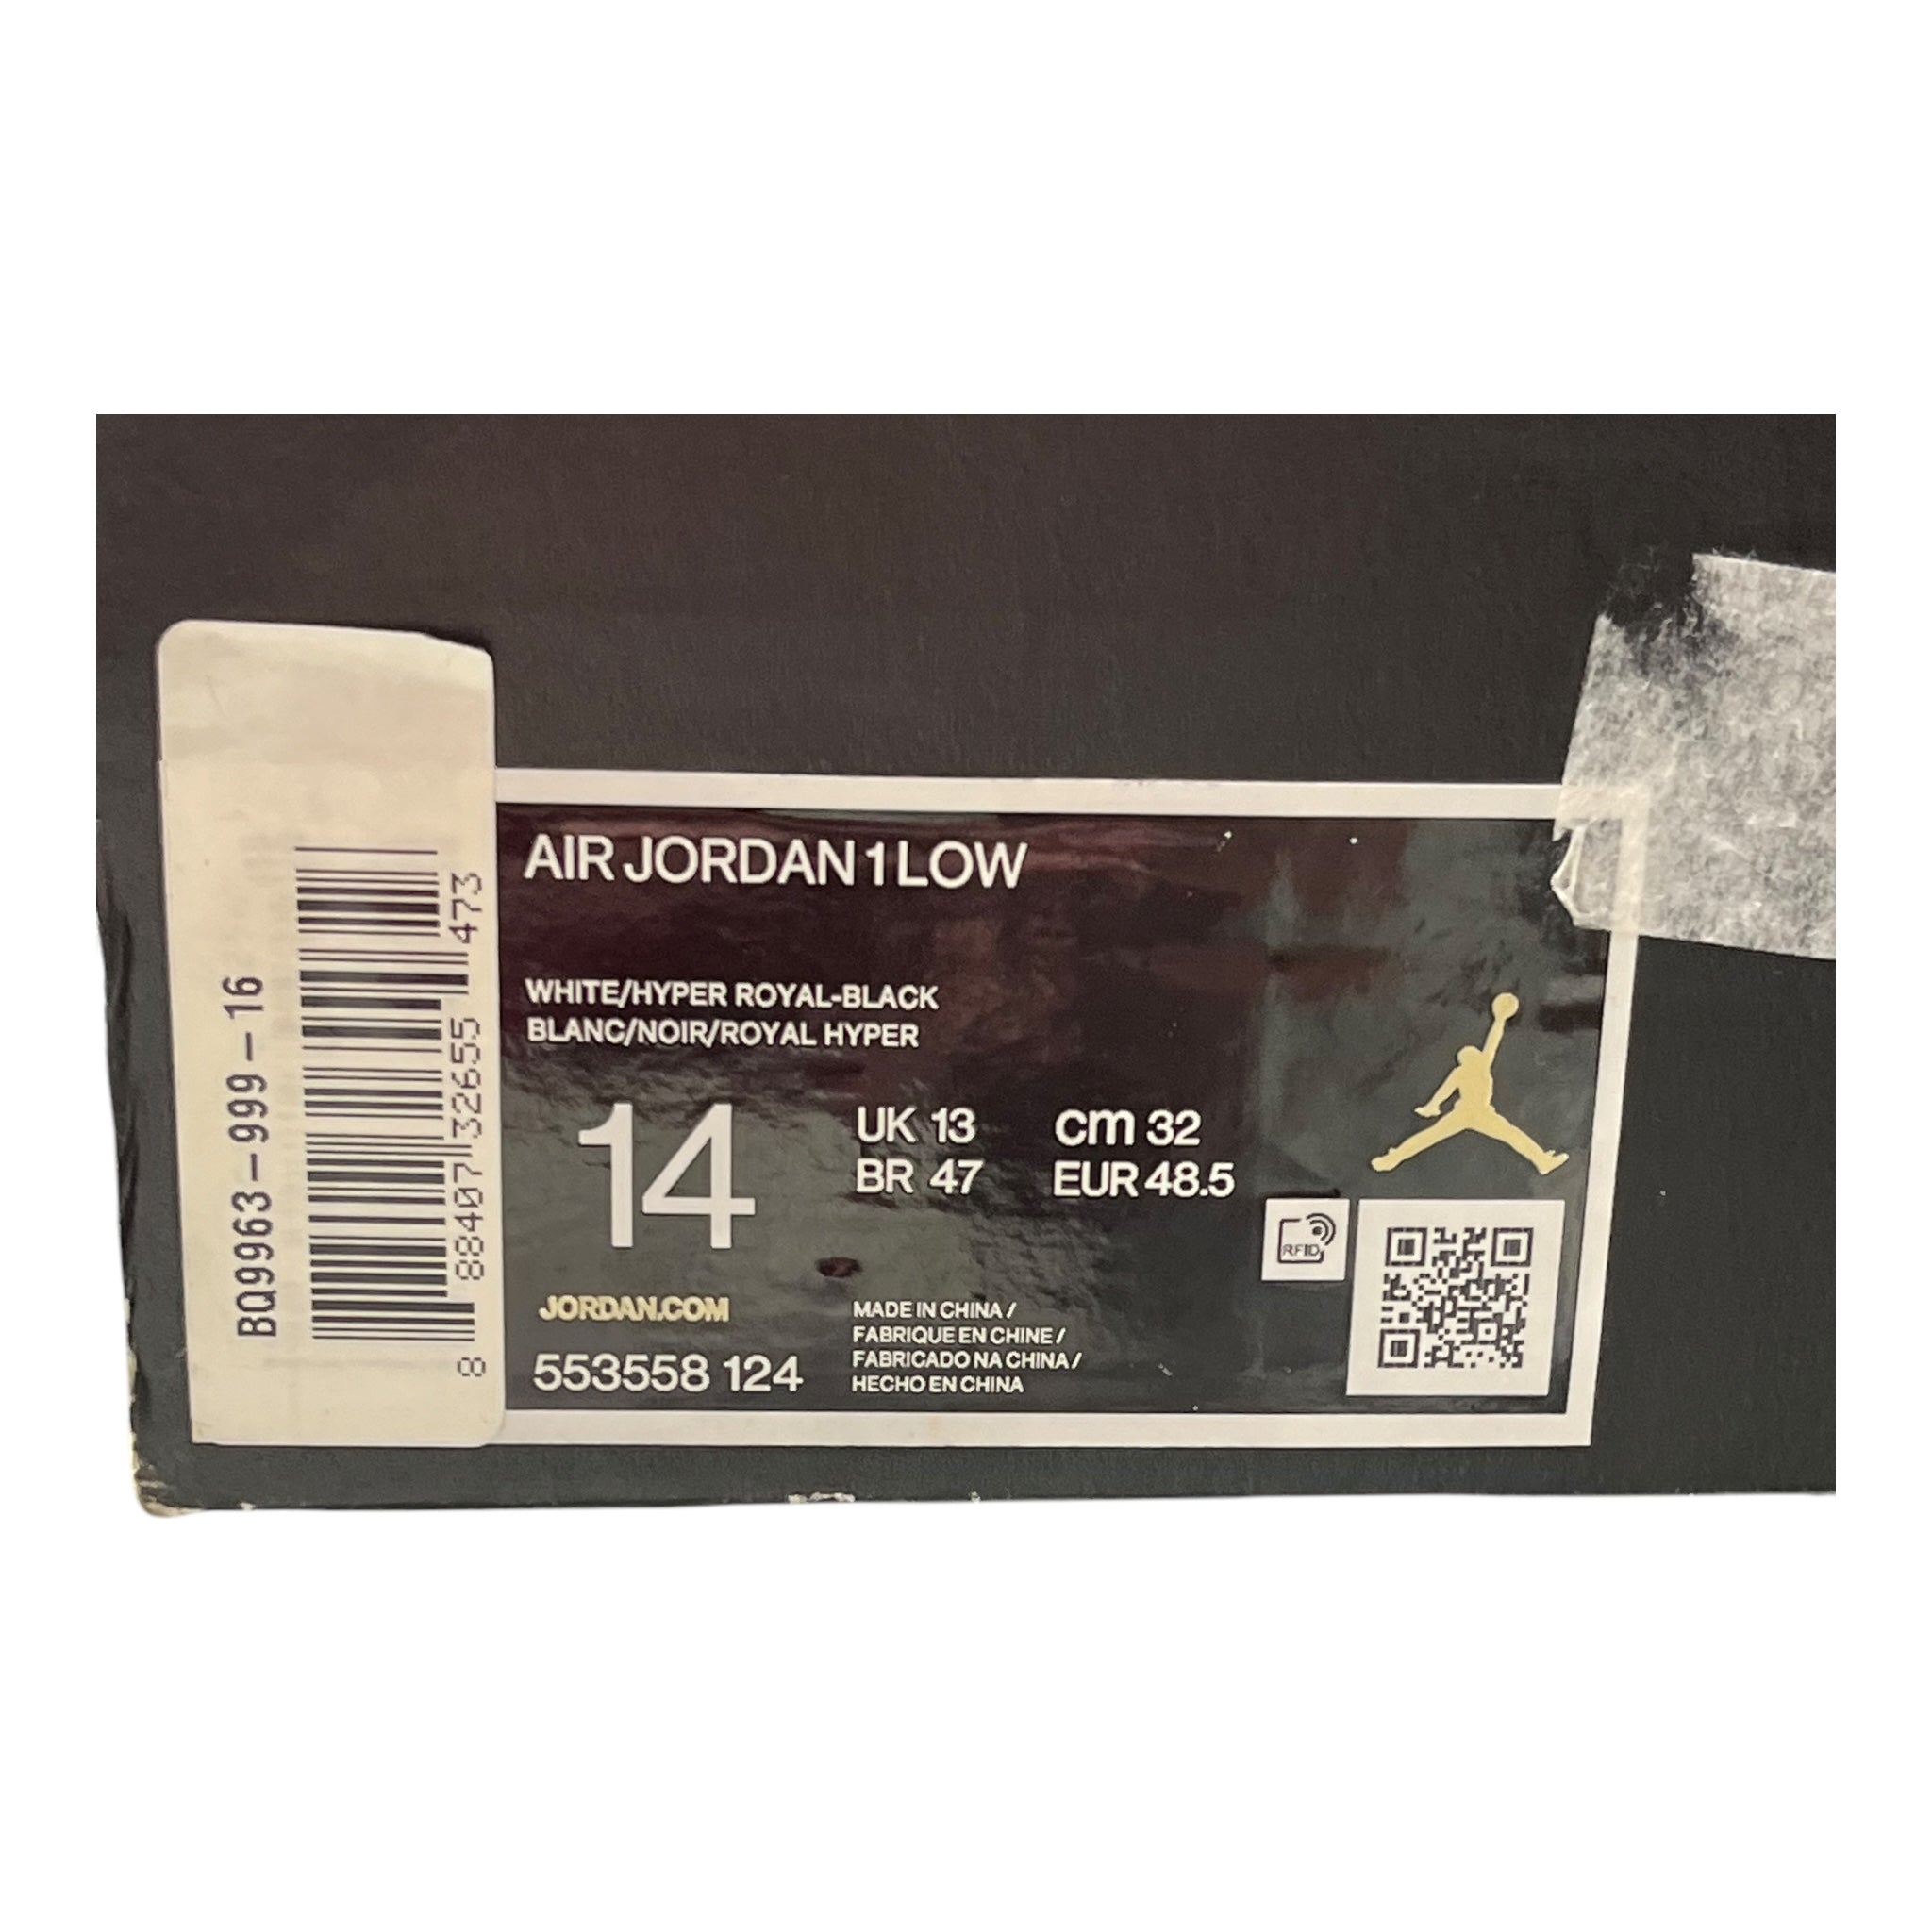 BQ9963-999-16
8 88407 32655 473
AIR JORDAN 1 LOW
WHITE/HYPER ROYAL-BLACK
BLANC/NOIR/ROYAL HYPER
14
UK 13 cm 32
BR 47 EUR 48.5
RFID
JORDAN.COM
553558 124
MADE IN CHINA /
FABRIQUE EN CHINE /
FABRICADO NA CHINA /
HECHO EN CHINA